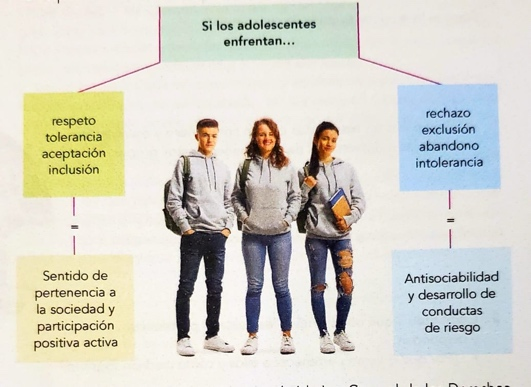 Si los adolescentes
enfrentan...
respeto
tolerancia
aceptación
inclusión
=
Sentido de
pertenencia a
la sociedad y
participación
positiva activa
rechazo
exclusión
abandono
intolerancia
=
Antisociabilidad
y desarrollo de
conductas
de riesgo